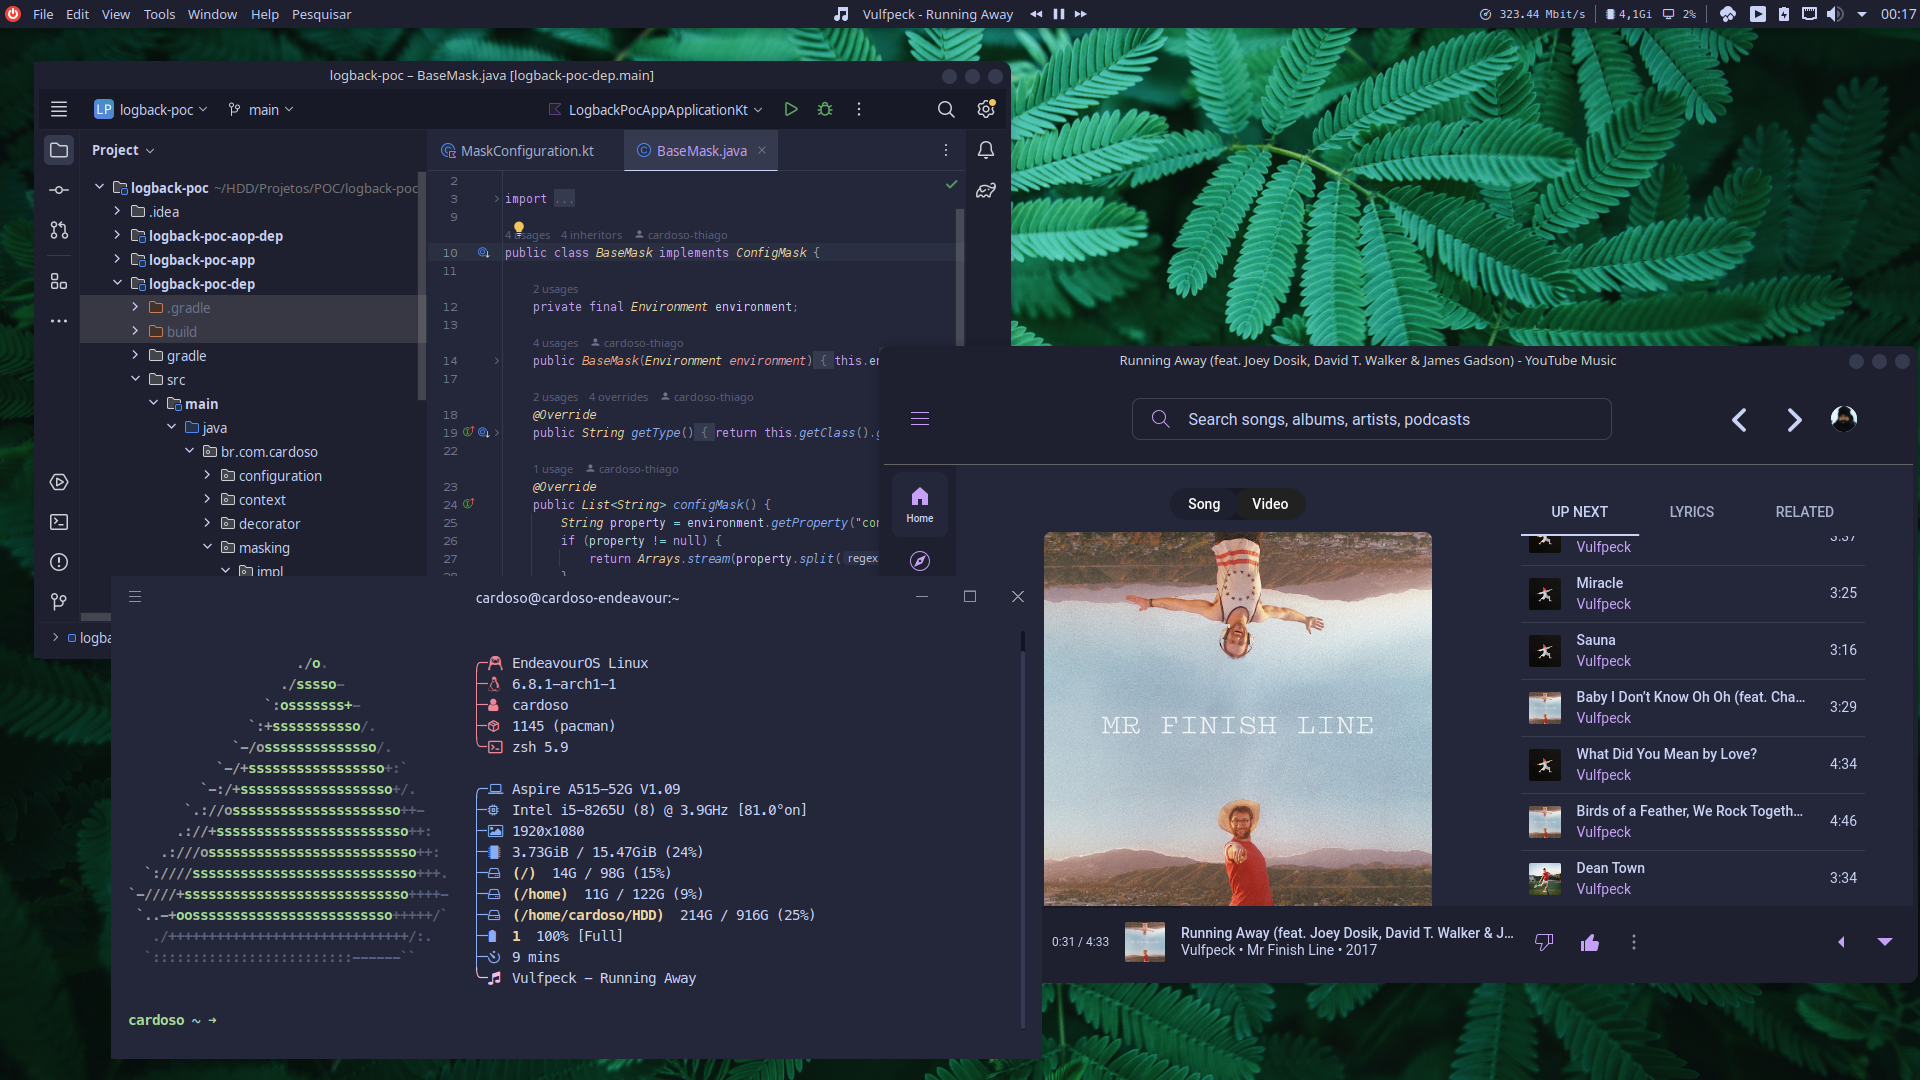 File Edit View Tools Window Help Pesquisar
Vulfpeck - Running Away
323.44 Mbit/s 4,1Gi 2% 00:17
logback-poc – BaseMask.java [logback-poc-dep.main]
LP logback-poc main
LogbackPocAppApplicationKt
Project
MaskConfiguration.kt
BaseMask.java
logback-poc ~/HDD/Projetos/POC/logback-poc
.idea
logback-poc-aop-dep
logback-poc-app
logback-poc-dep
.gradle
build
gradle
src
main
java
br.com.cardoso
configuration
context
decorator
masking
impl
logba
2
3 import ...
9
4 usages 4 inheritors cardoso-thiago
10 public class BaseMask implements ConfigMask {
11
2 usages
12 private final Environment environment;
13
4 usages cardoso-thiago
14 public BaseMask(Environment environment) { this.en
17
2 usages 4 overrides cardoso-thiago
18 @Override
19 public String getType() { return this.getClass().g
22
1 usage cardoso-thiago
23 @Override
24 public List<String> configMask() {
25 String property = environment.getProperty("con
26 if (property != null) {
27 return Arrays.stream(property.split( regex
28 }
cardoso@cardoso-endeavour:~
./o.
./sssso-
`:osssssss+-
`:+sssssssssso/.
`-/ossssssssssssso/.
`-/+sssssssssssssssso+:`
`-:/+sssssssssssssssssso+/.
`.://osssssssssssssssssssso++-
.://+ssssssssssssssssssssssso++:
.:///ossssssssssssssssssssssssso++:
`:////ssssssssssssssssssssssssssso+++.
`-////+ssssssssssssssssssssssssssso++++-
`..-+oosssssssssssssssssssssssso+++++/`
./++++++++++++++++++++++++++++++/:.
`:::::::::::::::::::::::::------``
EndeavourOS Linux
6.8.1-arch1-1
cardoso
1145 (pacman)
zsh 5.9
Aspire A515-52G V1.09
Intel i5-8265U (8) @ 3.9GHz [81.0°on]
1920x1080
3.73GiB / 15.47GiB (24%)
(/) 14G / 98G (15%)
(/home) 11G / 122G (9%)
(/home/cardoso/HDD) 214G / 916G (25%)
1 100% [Full]
9 mins
Vulfpeck - Running Away
cardoso ~ →
Running Away (feat. Joey Dosik, David T. Walker & James Gadson) - YouTube Music
Search songs, albums, artists, podcasts
Home
Song Video
MR FINISH LINE
UP NEXT LYRICS RELATED
Vulfpeck 3:37
Miracle
Vulfpeck 3:25
Sauna
Vulfpeck 3:16
Baby I Don't Know Oh Oh (feat. Cha...
Vulfpeck 3:29
What Did You Mean by Love?
Vulfpeck 4:34
Birds of a Feather, We Rock Togeth...
Vulfpeck 4:46
Dean Town
Vulfpeck 3:34
0:31 / 4:33
Running Away (feat. Joey Dosik, David T. Walker & J...
Vulfpeck • Mr Finish Line • 2017